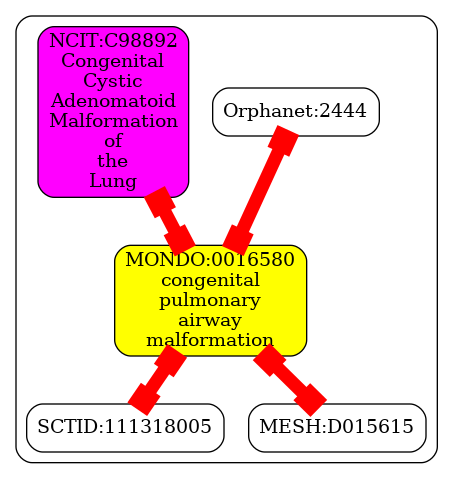 NCIT:C98892
Congenital
Cystic
Adenomatoid
Malformation
of
the
Lung
Orphanet:2444
MONDO:0016580
congenital
pulmonary
airway
malformation
SCTID:111318005
MESH:D015615